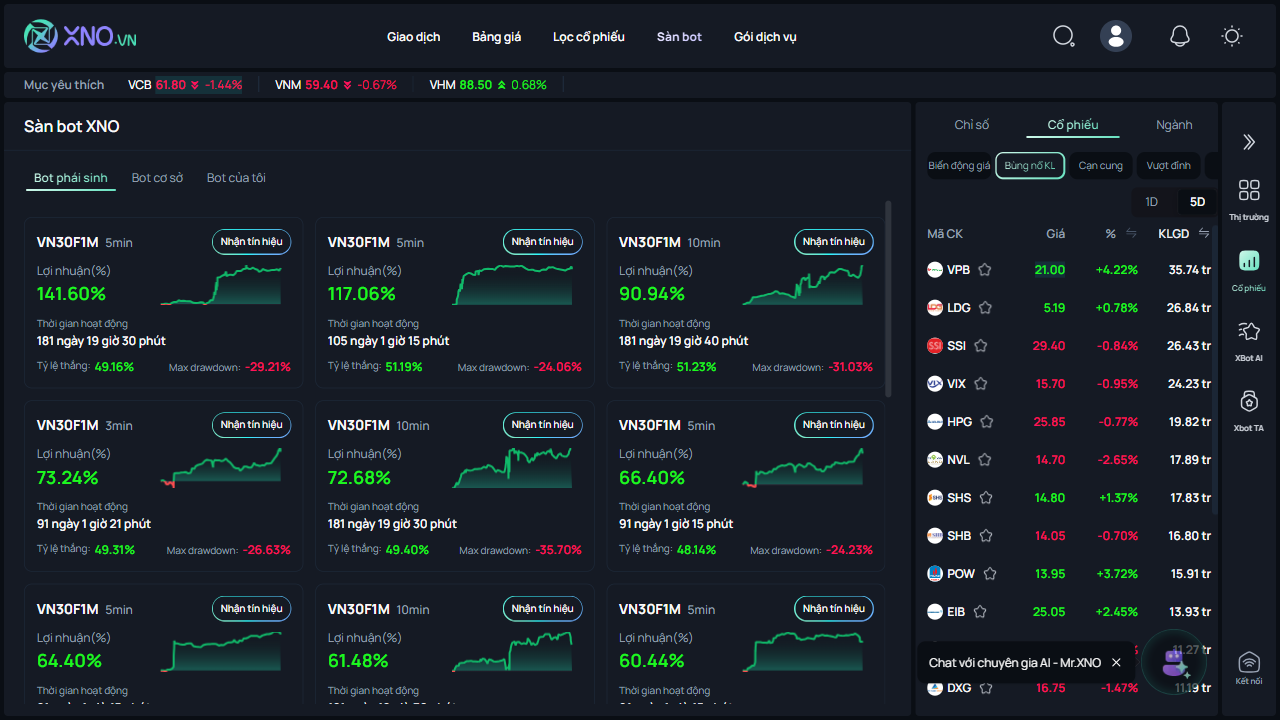 XNO.VN
Giao dịch Bảng giá Lọc cổ phiếu Sàn bot Gói dịch vụ
Mục yêu thích VCB 61.80 -1.44% VNM 59.40 -0.67% VHM 88.50 0.68%
Sàn bot XNO
Bot phái sinh Bot cơ sở Bot của tôi
VN30F1M 5min Nhận tín hiệu
Lợi nhuận(%)
141.60%
Thời gian hoạt động
181 ngày 19 giờ 30 phút
Tỷ lệ thắng: 49.16% Max drawdown: -29.21%
VN30F1M 5min Nhận tín hiệu
Lợi nhuận(%)
117.06%
Thời gian hoạt động
105 ngày 1 giờ 15 phút
Tỷ lệ thắng: 51.19% Max drawdown: -24.06%
VN30F1M 10min Nhận tín hiệu
Lợi nhuận(%)
90.94%
Thời gian hoạt động
181 ngày 19 giờ 40 phút
Tỷ lệ thắng: 51.23% Max drawdown: -31.03%
VN30F1M 3min Nhận tín hiệu
Lợi nhuận(%)
73.24%
Thời gian hoạt động
91 ngày 1 giờ 21 phút
Tỷ lệ thắng: 49.31% Max drawdown: -26.63%
VN30F1M 10min Nhận tín hiệu
Lợi nhuận(%)
72.68%
Thời gian hoạt động
181 ngày 19 giờ 30 phút
Tỷ lệ thắng: 49.40% Max drawdown: -35.70%
VN30F1M 5min Nhận tín hiệu
Lợi nhuận(%)
66.40%
Thời gian hoạt động
91 ngày 1 giờ 15 phút
Tỷ lệ thắng: 48.14% Max drawdown: -24.23%
VN30F1M 5min Nhận tín hiệu
Lợi nhuận(%)
64.40%
Thời gian hoạt động
VN30F1M 10min Nhận tín hiệu
Lợi nhuận(%)
61.48%
Thời gian hoạt động
VN30F1M 5min Nhận tín hiệu
Lợi nhuận(%)
60.44%
Thời gian hoạt động
Chỉ số Cổ phiếu Ngành
Biến động giá Bùng nổ KL Cạn cung Vượt đỉnh
1D 5D
Mã CK Giá % KLGD
VPB 21.00 +4.22% 35.74 tr
LDG 5.19 +0.78% 26.84 tr
SSI 29.40 -0.84% 26.43 tr
VIX 15.70 -0.95% 24.23 tr
HPG 25.85 -0.77% 19.82 tr
NVL 14.70 -2.65% 17.89 tr
SHS 14.80 +1.37% 17.83 tr
SHB 14.05 -0.70% 16.80 tr
POW 13.95 +3.72% 15.91 tr
EIB 25.05 +2.45% 13.93 tr
11.27 tr
Chat với chuyên gia AI - Mr.XNO
DXG 16.75 -1.47% 11.19 tr
Thị trường
Cổ phiếu
XBot AI
Xbot TA
Kết nối